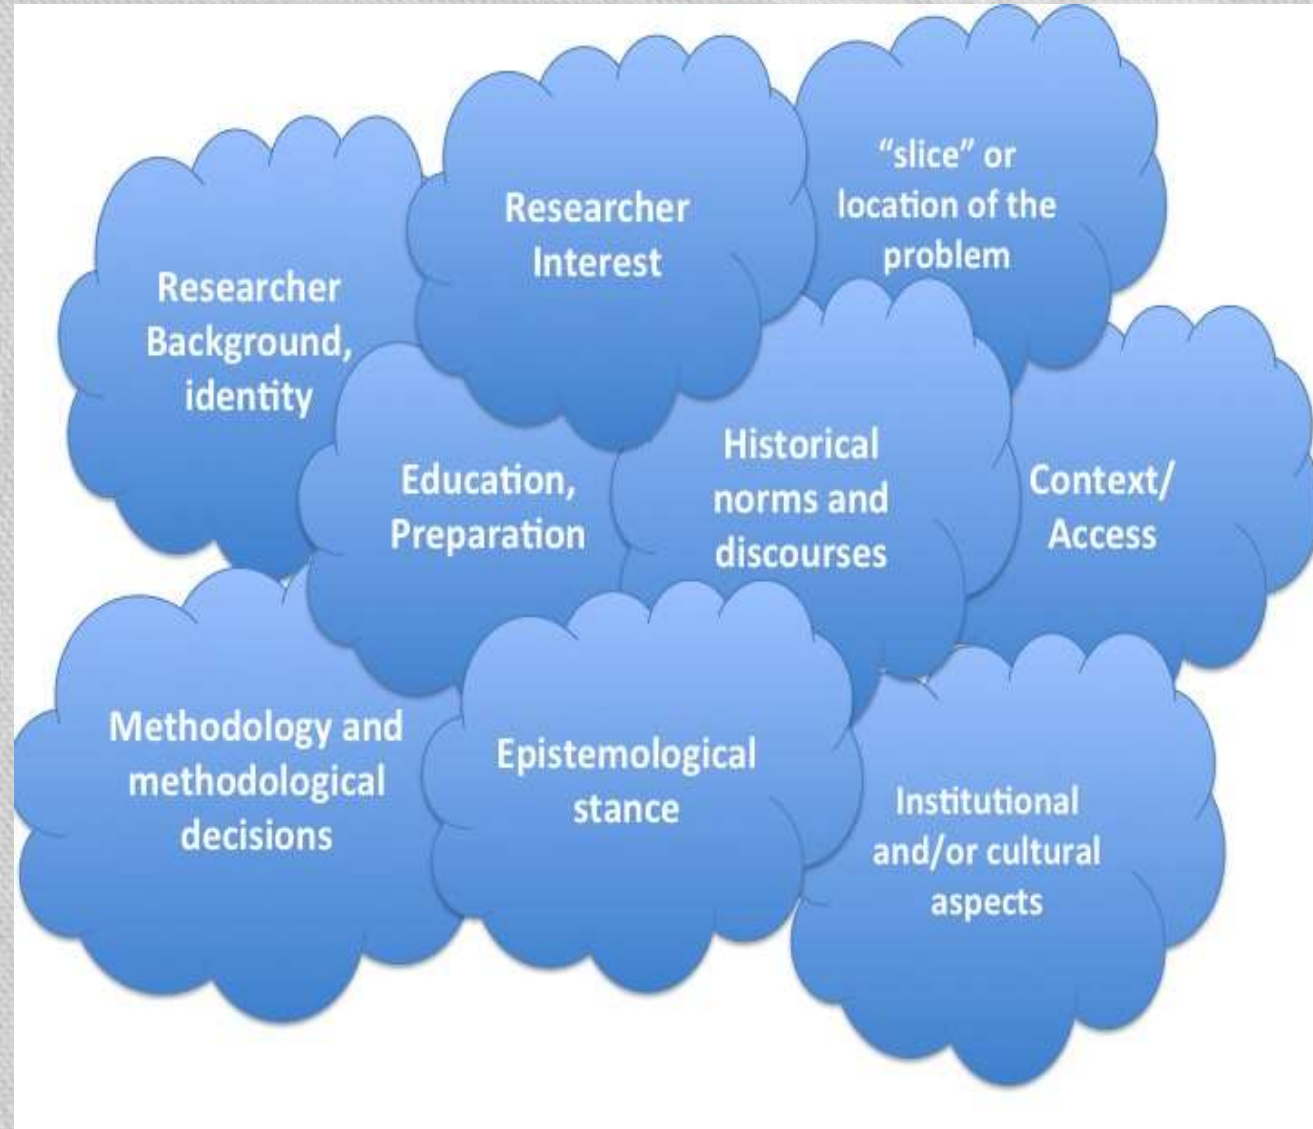 Researcher
Background,
identity
Researcher
Interest
“slice” or
location of the
problem
Education,
Preparation
Historical
norms and
discourses
Context/
Access
Methodology and
methodological
decisions
Epistemological
stance
Institutional
and/or cultural
aspects